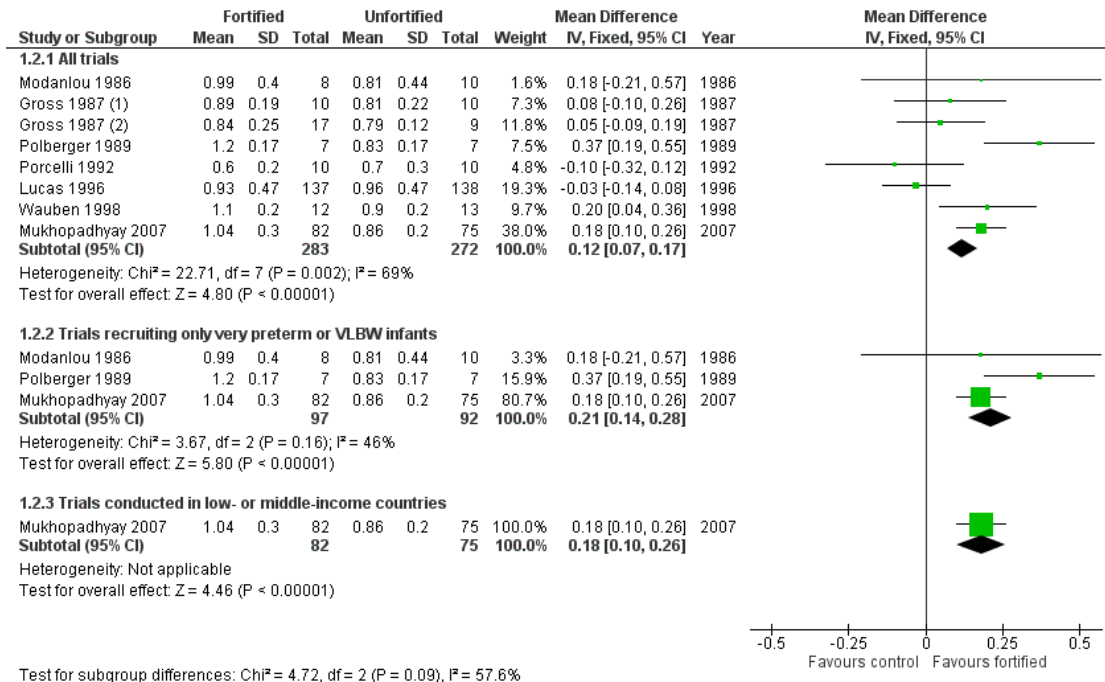 Fortified Unfortified Mean Difference Mean Difference
Study or Subgroup Mean SD Total Mean SD Total Weight IV, Fixed, 95% CI Year IV, Fixed, 95% CI
1.2.1 All trials
Modanlou 1986 0.99 0.4 8 0.81 0.44 10 1.6% 0.18 [-0.21, 0.57] 1986
Gross 1987 (1) 0.89 0.19 10 0.81 0.22 10 7.3% 0.08 [-0.10, 0.26] 1987
Gross 1987 (2) 0.84 0.25 17 0.79 0.12 9 11.8% 0.05 [-0.09, 0.19] 1987
Polberger 1989 1.2 0.17 7 0.83 0.17 7 7.5% 0.37 [0.19, 0.55] 1989
Porcelli 1992 0.6 0.2 10 0.7 0.3 10 4.8% -0.10 [-0.32, 0.12] 1992
Lucas 1996 0.93 0.47 137 0.96 0.47 138 19.3% -0.03 [-0.14, 0.08] 1996
Wauben 1998 1.1 0.2 12 0.9 0.2 13 9.7% 0.20 [0.04, 0.36] 1998
Mukhopadhyay 2007 1.04 0.3 82 0.86 0.2 75 38.0% 0.18 [0.10, 0.26] 2007
Subtotal (95% CI) 283 272 100.0% 0.12 [0.07, 0.17]
Heterogeneity: Chi² = 22.71, df = 7 (P = 0.002); I² = 69%
Test for overall effect: Z = 4.80 (P < 0.00001)
1.2.2 Trials recruiting only very preterm or VLBW infants
Modanlou 1986 0.99 0.4 8 0.81 0.44 10 3.3% 0.18 [-0.21, 0.57] 1986
Polberger 1989 1.2 0.17 7 0.83 0.17 7 15.9% 0.37 [0.19, 0.55] 1989
Mukhopadhyay 2007 1.04 0.3 82 0.86 0.2 75 80.7% 0.18 [0.10, 0.26] 2007
Subtotal (95% CI) 97 92 100.0% 0.21 [0.14, 0.28]
Heterogeneity: Chi² = 3.67, df = 2 (P = 0.16); I² = 46%
Test for overall effect: Z = 5.80 (P < 0.00001)
1.2.3 Trials conducted in low- or middle-income countries
Mukhopadhyay 2007 1.04 0.3 82 0.86 0.2 75 100.0% 0.18 [0.10, 0.26] 2007
Subtotal (95% CI) 82 75 100.0% 0.18 [0.10, 0.26]
Heterogeneity: Not applicable
Test for overall effect: Z = 4.46 (P < 0.00001)
-0.5 -0.25 0 0.25 0.5
Favours control Favours fortified
Test for subgroup differences: Chi² = 4.72, df = 2 (P = 0.09), I² = 57.6%